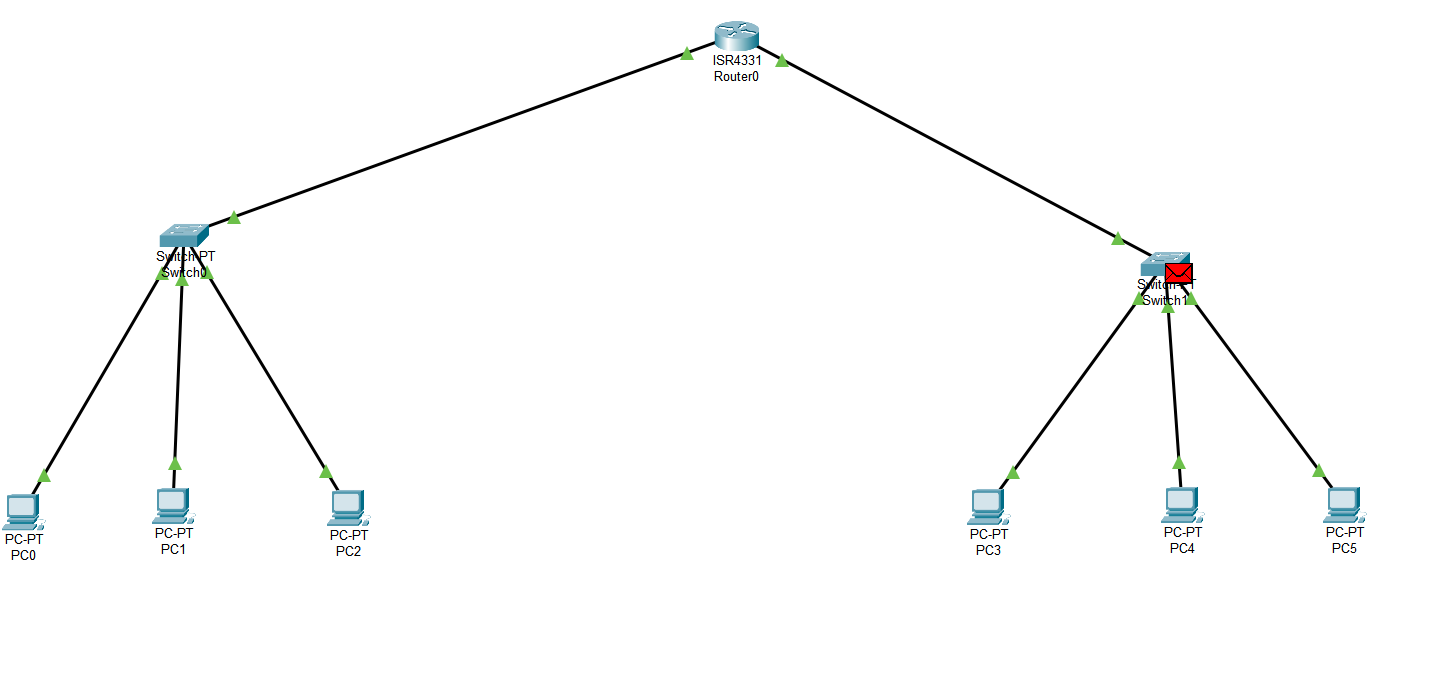 ISR4331
Router0
Switch-PT
Switch0
Switch-PT
Switch1
PC-PT
PC0
PC-PT
PC1
PC-PT
PC2
PC-PT
PC3
PC-PT
PC4
PC-PT
PC5